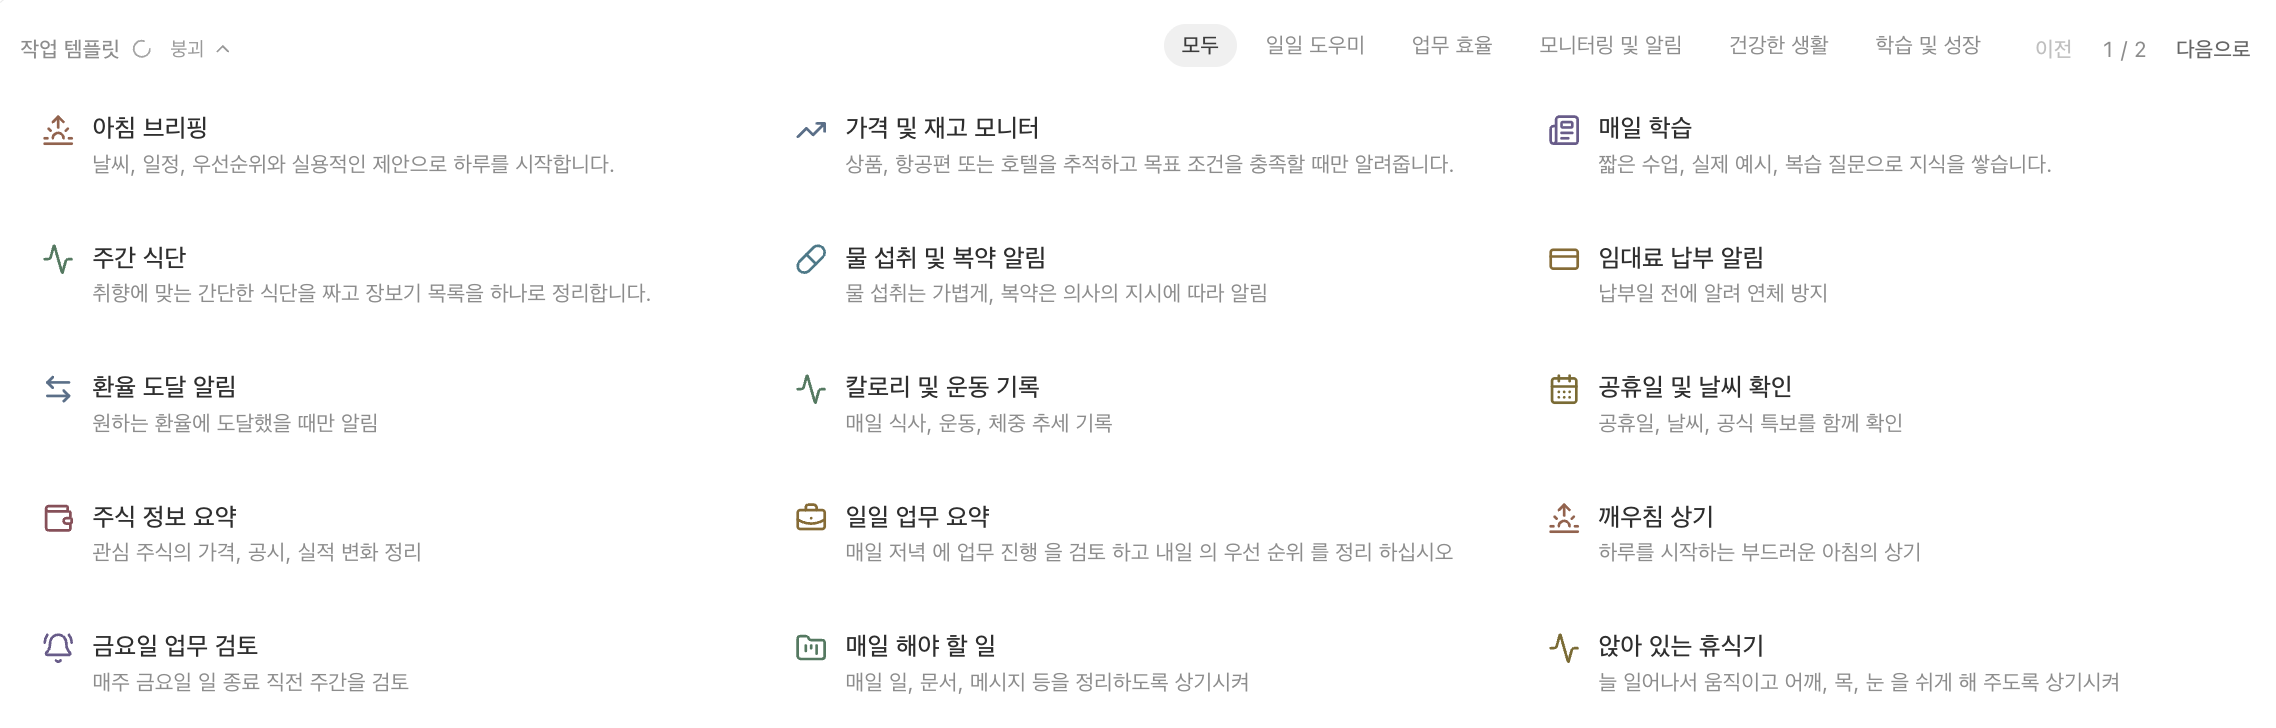 작업 템플릿 붕괴
모두 일일 도우미 업무 효율 모니터링 및 알림 건강한 생활 학습 및 성장 이전 1 / 2 다음으로
아침 브리핑
날씨, 일정, 우선순위와 실용적인 제안으로 하루를 시작합니다.
가격 및 재고 모니터
상품, 항공편 또는 호텔을 추적하고 목표 조건을 충족할 때만 알려줍니다.
매일 학습
짧은 수업, 실제 예시, 복습 질문으로 지식을 쌓습니다.
주간 식단
취향에 맞는 간단한 식단을 짜고 장보기 목록을 하나로 정리합니다.
물 섭취 및 복약 알림
물 섭취는 가볍게, 복약은 의사의 지시에 따라 알림
임대료 납부 알림
납부일 전에 알려 연체 방지
환율 도달 알림
원하는 환율에 도달했을 때만 알림
칼로리 및 운동 기록
매일 식사, 운동, 체중 추세 기록
공휴일 및 날씨 확인
공휴일, 날씨, 공식 특보를 함께 확인
주식 정보 요약
관심 주식의 가격, 공시, 실적 변화 정리
일일 업무 요약
매일 저녁 에 업무 진행 을 검토 하고 내일 의 우선 순위 를 정리 하십시오
깨우침 상기
하루를 시작하는 부드러운 아침의 상기
금요일 업무 검토
매주 금요일 일 종료 직전 주간을 검토
매일 해야 할 일
매일 일, 문서, 메시지 등을 정리하도록 상기시켜
앉아 있는 휴식기
늘 일어나서 움직이고 어깨, 목, 눈 을 쉬게 해 주도록 상기시켜